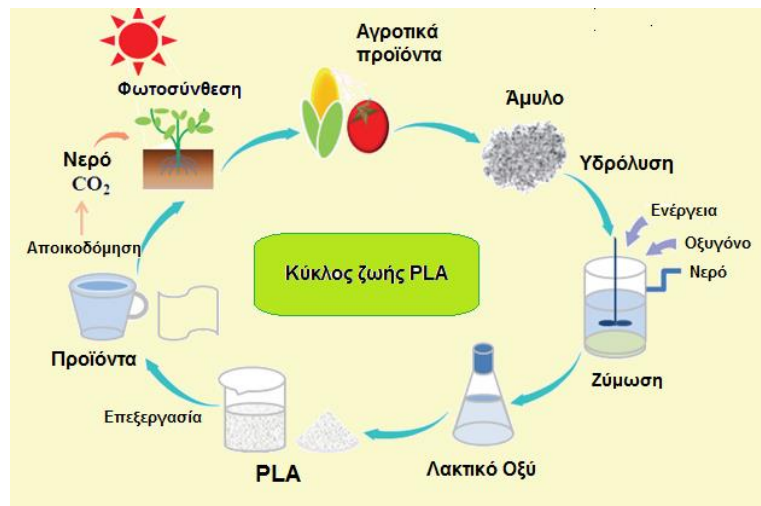 Αγροτικά
προϊόντα
Φωτοσύνθεση
Άμυλο
Υδρόλυση
Νερό
CO2
Ενέργεια
Οξυγόνο
Νερό
Αποικοδόμηση
Κύκλος ζωής PLA
Προϊόντα
Ζύμωση
Επεξεργασία
PLA
Λακτικό Οξύ